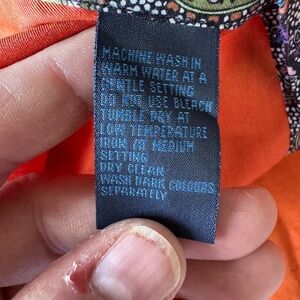 MACHINE WASH IN
WARM WATER AT A
GENTLE SETTING
DO NOT USE BLEACH
TUMBLE DRY AT
LOW TEMPERATURE
IRON AT MEDIUM
SETTING
DRY CLEAN
WASH DARK COLOURS
SEPARATELY